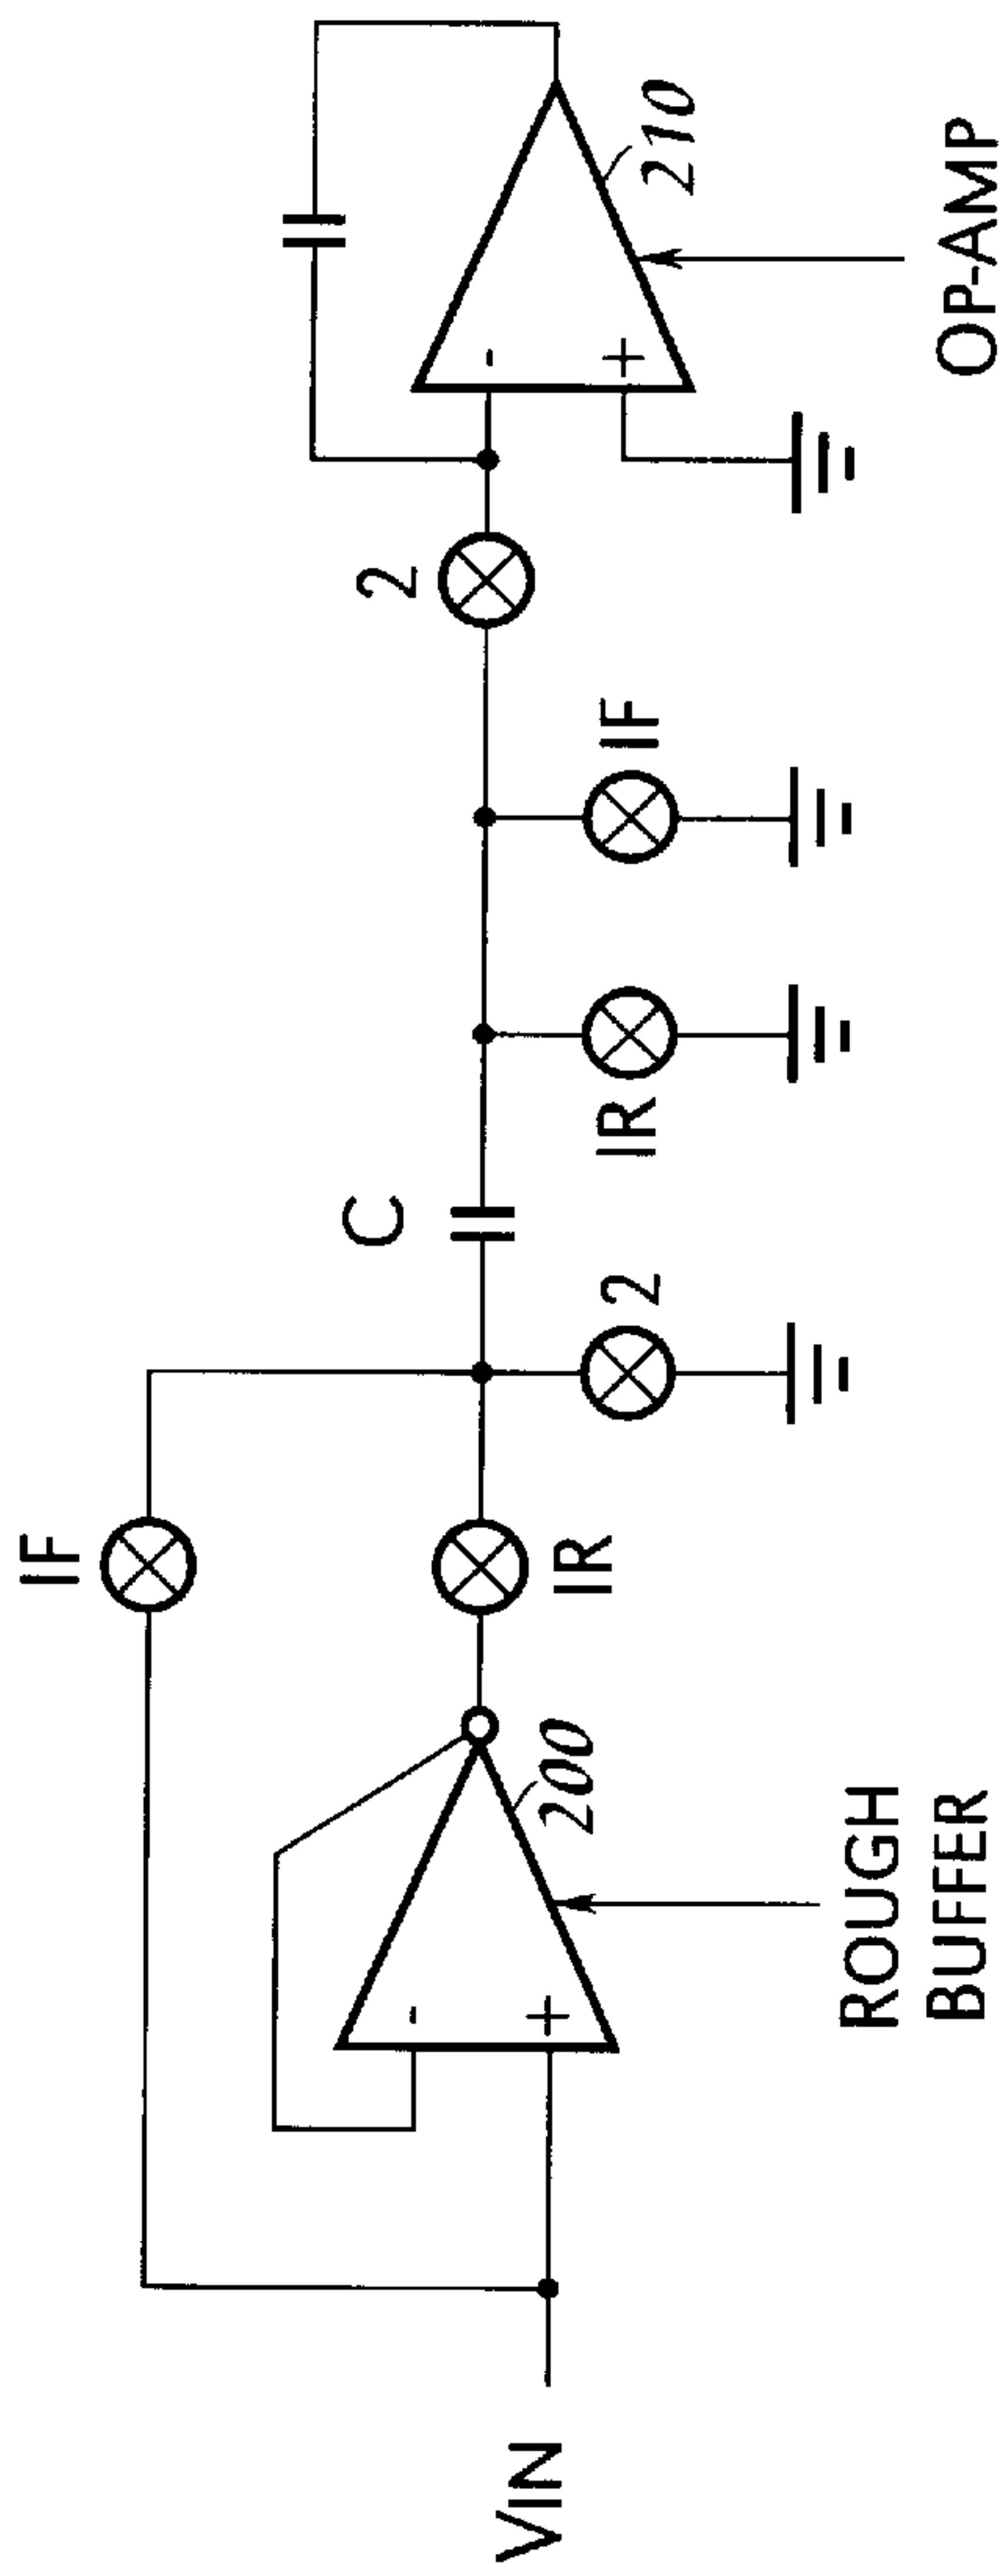 VIN
IF
ROUGH
BUFFER
200
IR
2
C
IR
IF
2
210
OP-AMP
-
+
-
+